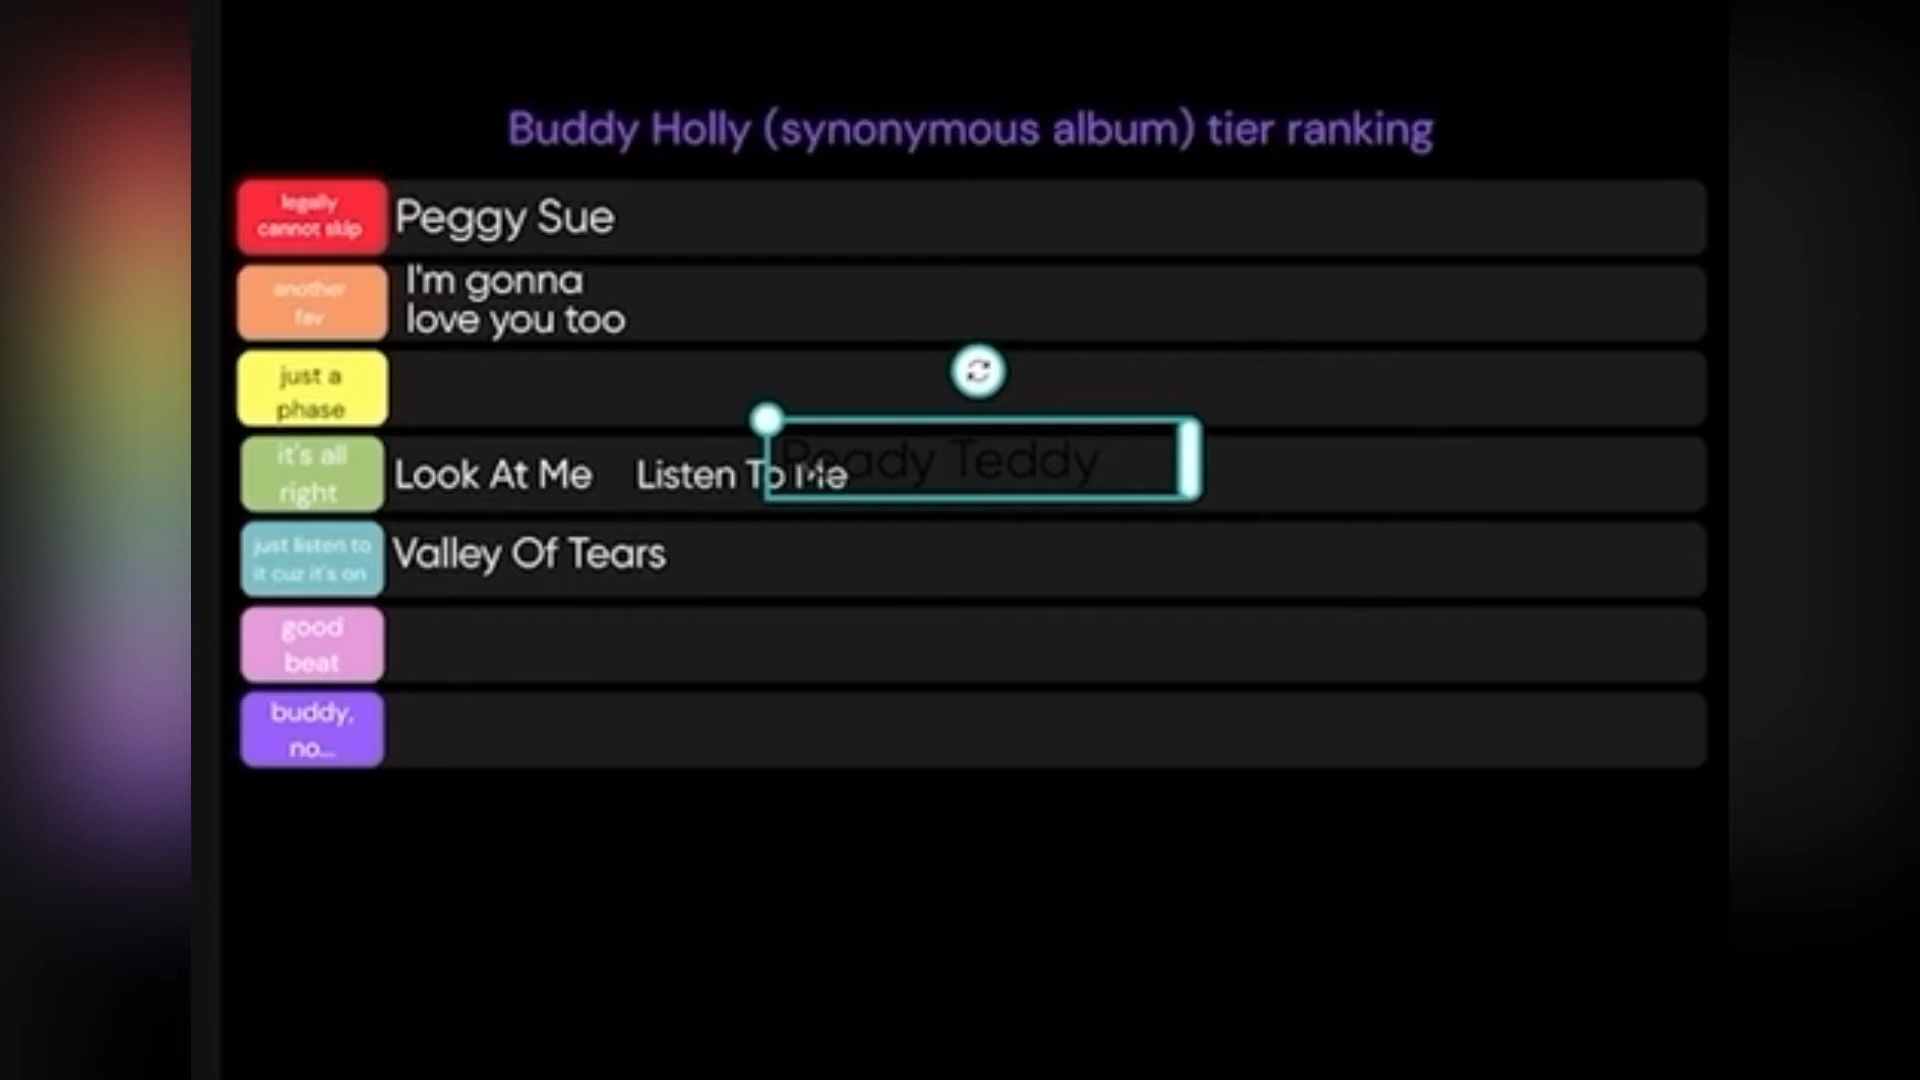 Buddy Holly (synonymous album) tier ranking
legally
cannot skip
Peggy Sue
another
fav
I'm gonna
love you too
just a
phase
it's all
right
Look At Me
Listen To Me
Ready Teddy
just listen to
it cuz it's on
Valley Of Tears
good
beat
buddy,
no...